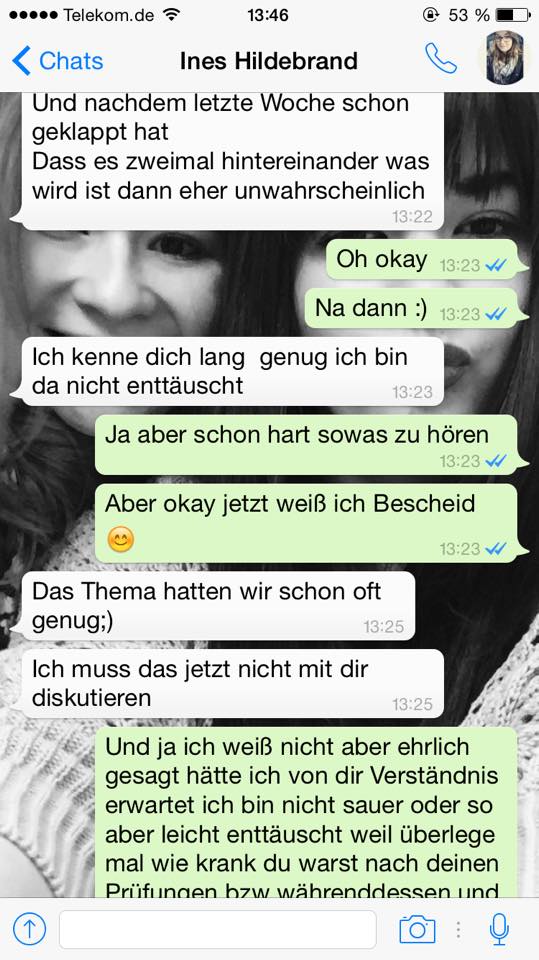 Telekom.de 13:46 53 %
Chats Ines Hildebrand
Und nachdem letzte Woche schon
geklappt hat
Dass es zweimal hintereinander was
wird ist dann eher unwahrscheinlich
13:22
Oh okay 13:23
Na dann :) 13:23
Ich kenne dich lang  genug ich bin
da nicht enttäuscht
13:23
Ja aber schon hart sowas zu hören
13:23
Aber okay jetzt weiß ich Bescheid
😊
13:23
Das Thema hatten wir schon oft
genug;)
13:25
Ich muss das jetzt nicht mit dir
diskutieren
13:25
Und ja ich weiß nicht aber ehrlich
gesagt hätte ich von dir Verständnis
erwartet ich bin nicht sauer oder so
aber leicht enttäuscht weil überlege
mal wie krank du warst nach deinen
Prüfungen bzw währenddessen und